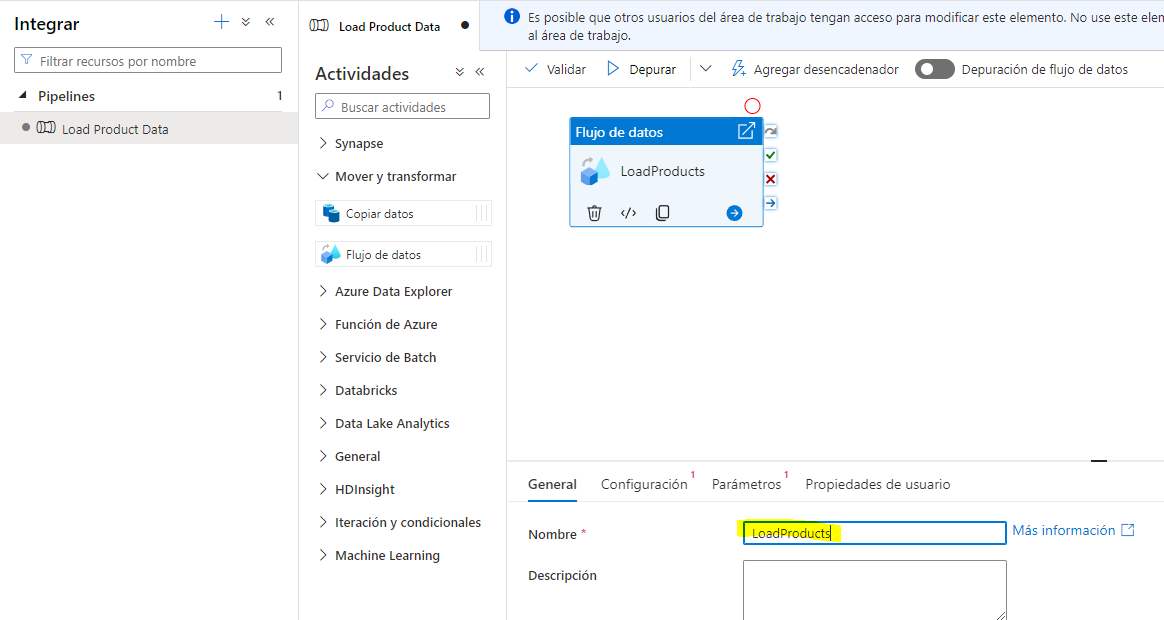 Integrar
Filtrar recursos por nombre
Pipelines 1
Load Product Data
Load Product Data
Es posible que otros usuarios del área de trabajo tengan acceso para modificar este elemento. No use este elem
al área de trabajo.
Actividades
Buscar actividades
Synapse
Mover y transformar
Copiar datos
Flujo de datos
Azure Data Explorer
Función de Azure
Servicio de Batch
Databricks
Data Lake Analytics
General
HDInsight
Iteración y condicionales
Machine Learning
Validar Depurar Agregar desencadenador Depuración de flujo de datos
Flujo de datos
LoadProducts
General Configuración 1 Parámetros 1 Propiedades de usuario
Nombre * LoadProducts Más información
Descripción